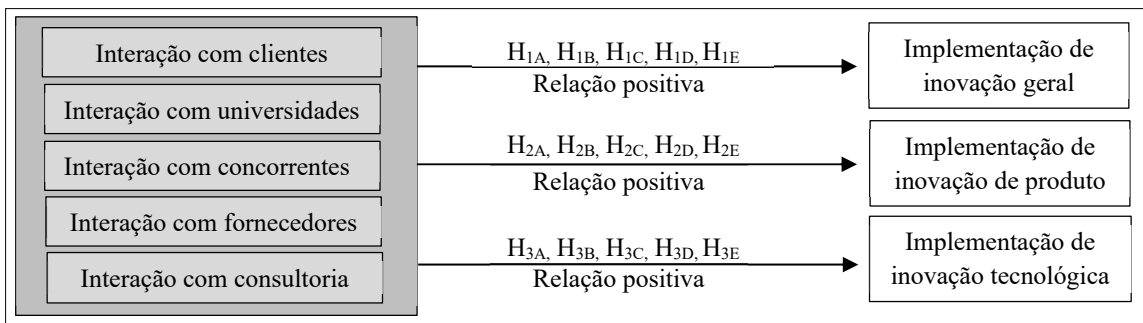 Interação com clientes
Interação com universidades
Interação com concorrentes
Interação com fornecedores
Interação com consultoria
H1A, H1B, H1C, H1D, H1E
Relação positiva
H2A, H2B, H2C, H2D, H2E
Relação positiva
H3A, H3B, H3C, H3D, H3E
Relação positiva
Implementação de
inovação geral
Implementação de
inovação de produto
Implementação de
inovação tecnológica